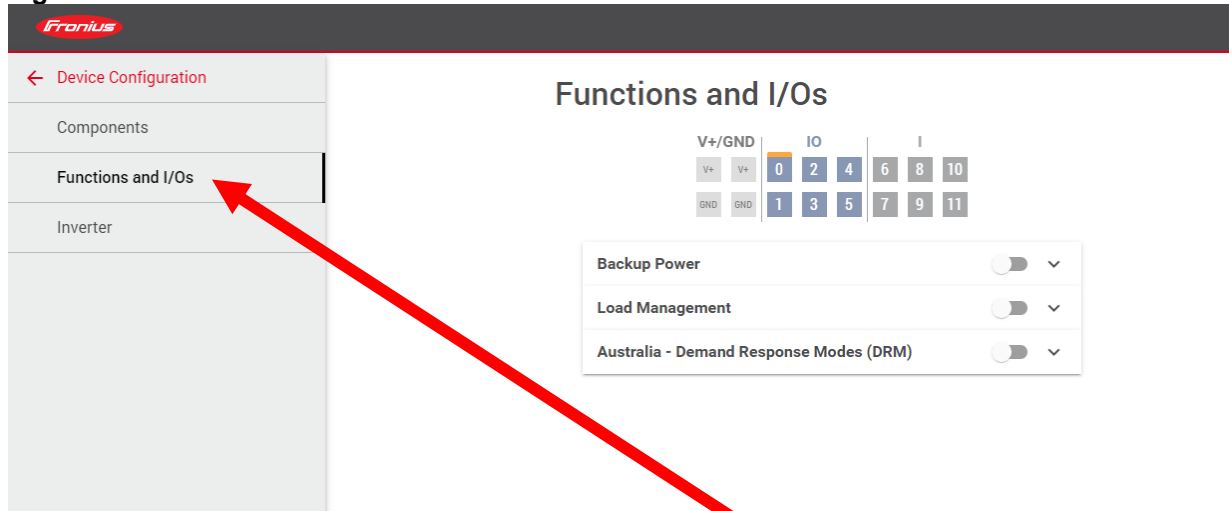 Fronius
Device Configuration
Components
Functions and I/Os
Inverter
Functions and I/Os
V+/GND IO I
V+ V+ 0 2 4 6 8 10
GND GND 1 3 5 7 9 11
Backup Power
Load Management
Australia - Demand Response Modes (DRM)